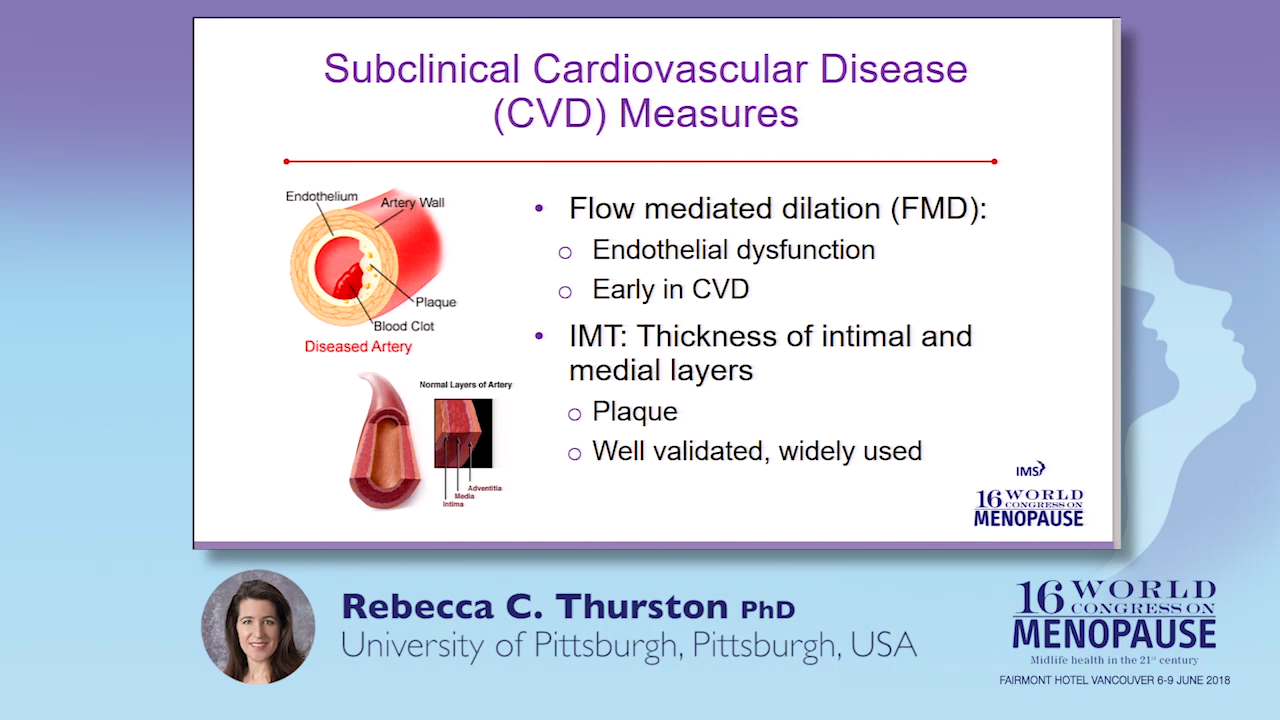 Subclinical Cardiovascular Disease
(CVD) Measures
Endothelium
Artery Wall
Plaque
Blood Clot
Diseased Artery
Normal Layers of Artery
Adventitia
Media
Intima
• Flow mediated dilation (FMD):
o Endothelial dysfunction
o Early in CVD
• IMT: Thickness of intimal and
medial layers
o Plaque
o Well validated, widely used
IMS
16 WORLD
CONGRESS ON
MENOPAUSE
Rebecca C. Thurston PhD
University of Pittsburgh, Pittsburgh, USA
16 WORLD
CONGRESS ON
MENOPAUSE
Midlife health in the 21st century
FAIRMONT HOTEL VANCOUVER 6-9 JUNE 2018